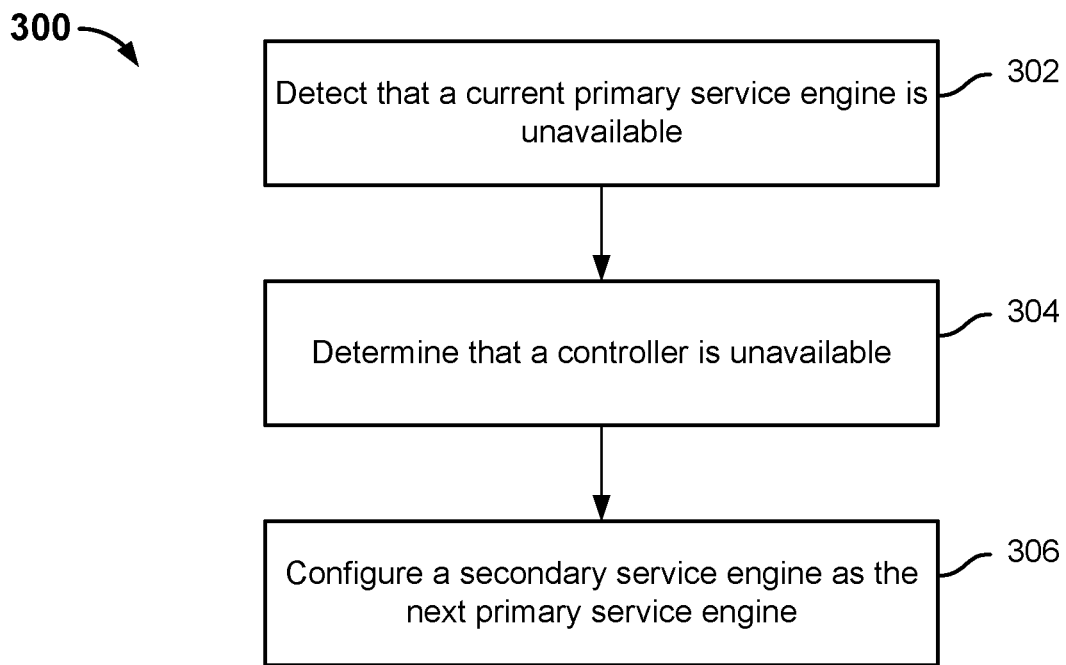 300
302
Detect that a current primary service engine is
unavailable
304
Determine that a controller is unavailable
306
Configure a secondary service engine as the
next primary service engine